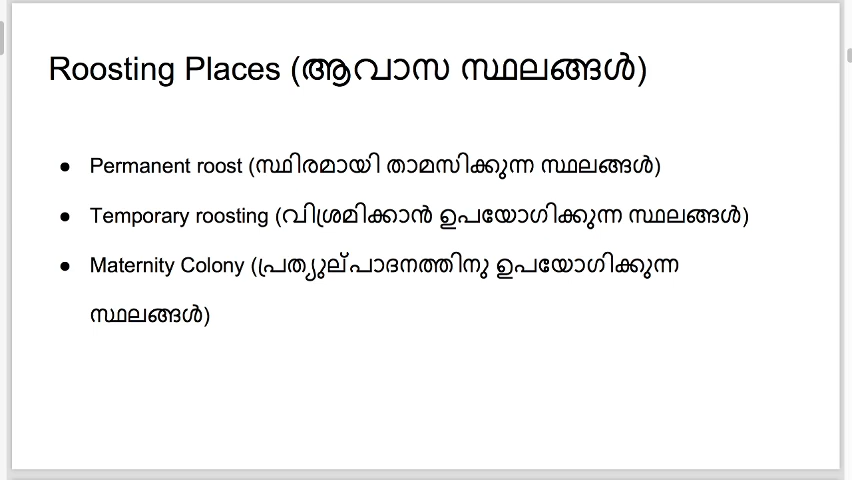 Roosting Places (ആവാസ സ്ഥലങ്ങൾ)
● Permanent roost (സ്ഥിരമായി താമസിക്കുന്ന സ്ഥലങ്ങൾ)
● Temporary roosting (വിശ്രമിക്കാൻ ഉപയോഗിക്കുന്ന സ്ഥലങ്ങൾ)
● Maternity Colony (പ്രത്യുല്പാദനത്തിനു ഉപയോഗിക്കുന്ന
സ്ഥലങ്ങൾ)